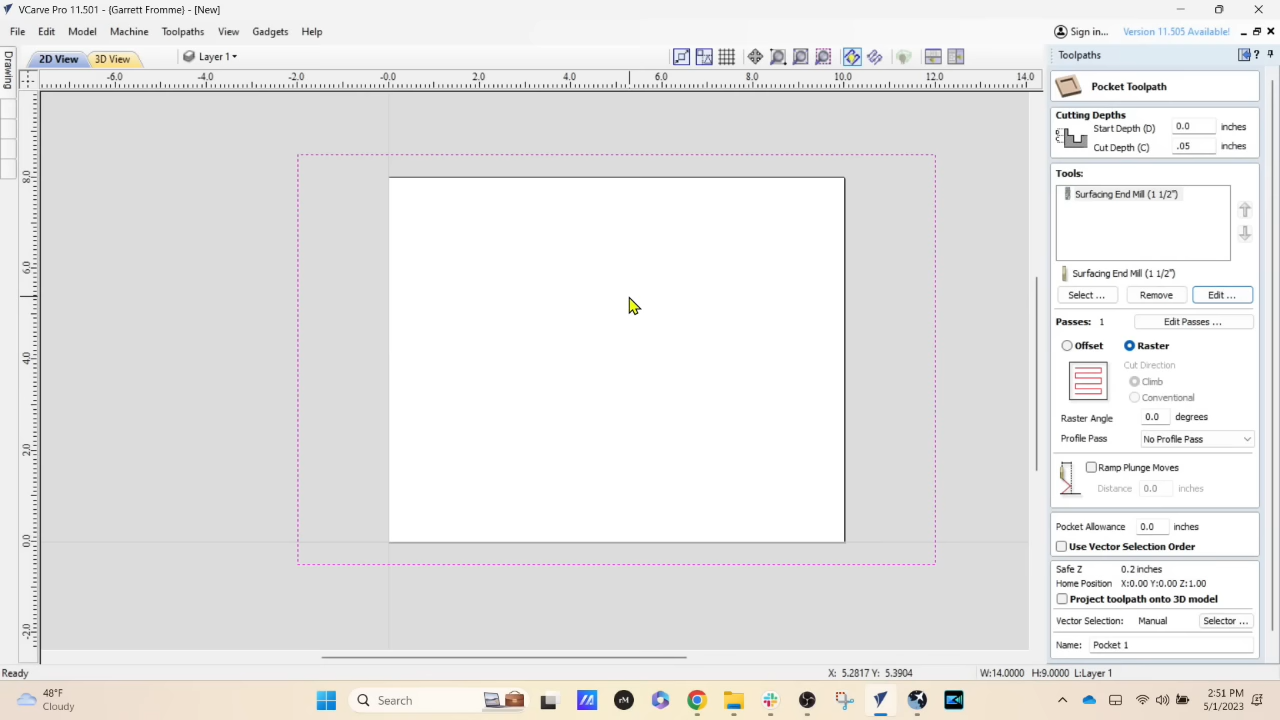 VCarve Pro 11.501 - {Garrett Fromme} - [New]
File Edit Model Machine Toolpaths View Gadgets Help
Sign in... Version 11.505 Available!
Drawing
2D View 3D View Layer 1
Toolpaths ?
-6.0 -4.0 -2.0 -0.0 2.0 4.0 6.0 8.0 10.0 12.0 14.0
8.0
6.0
4.0
2.0
0.0
-2.0
Pocket Toolpath
Cutting Depths
Start Depth (D) 0.0 inches
Cut Depth (C) .05 inches
Tools:
Surfacing End Mill (1 1/2")
Surfacing End Mill (1 1/2")
Select ... Remove Edit ...
Passes: 1 Edit Passes ...
Offset Raster
Cut Direction
Climb
Conventional
Raster Angle 0.0 degrees
Profile Pass No Profile Pass
Ramp Plunge Moves
Distance 0.0 inches
Pocket Allowance 0.0 inches
Use Vector Selection Order
Safe Z 0.2 inches
Home Position X:0.00 Y:0.00 Z:1.00
Project toolpath onto 3D model
Vector Selection: Manual Selector ...
Name: Pocket 1
Ready X: 5.2817 Y: 5.3904 W:14.0000 H:9.0000 L:Layer 1
48°F
Cloudy
Search
rM
2:51 PM
5/1/2023